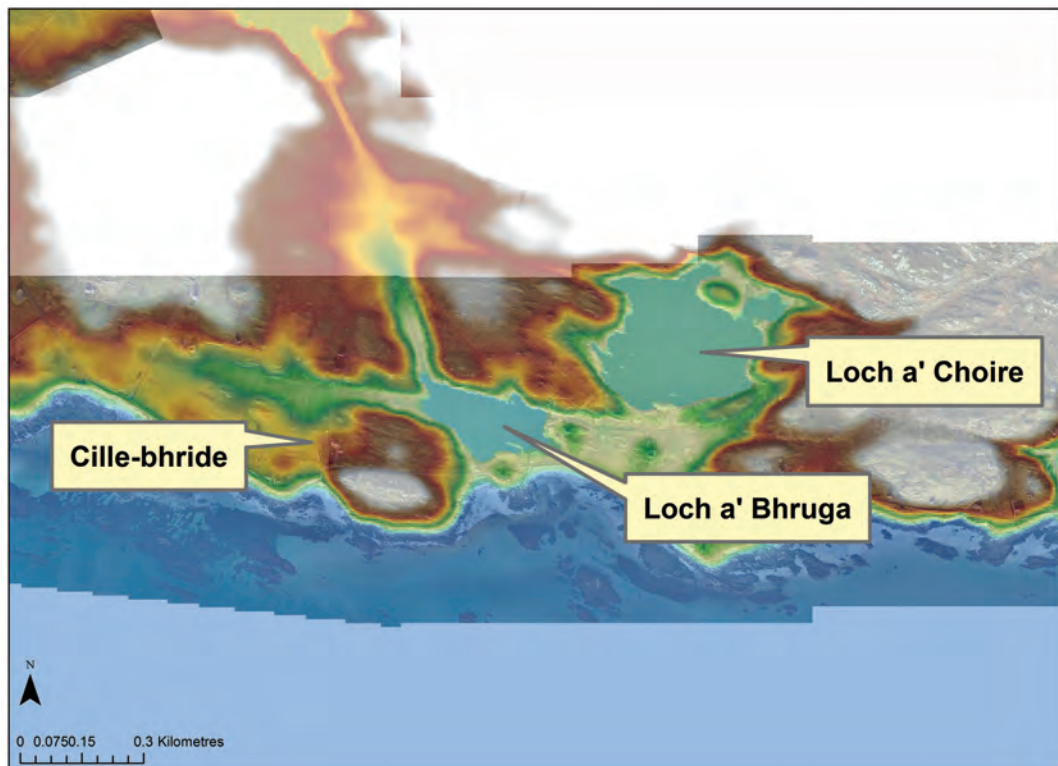 Loch a' Choire
Cille-bhride
Loch a' Bhruga
N
0 0.0750.15 0.3 Kilometres